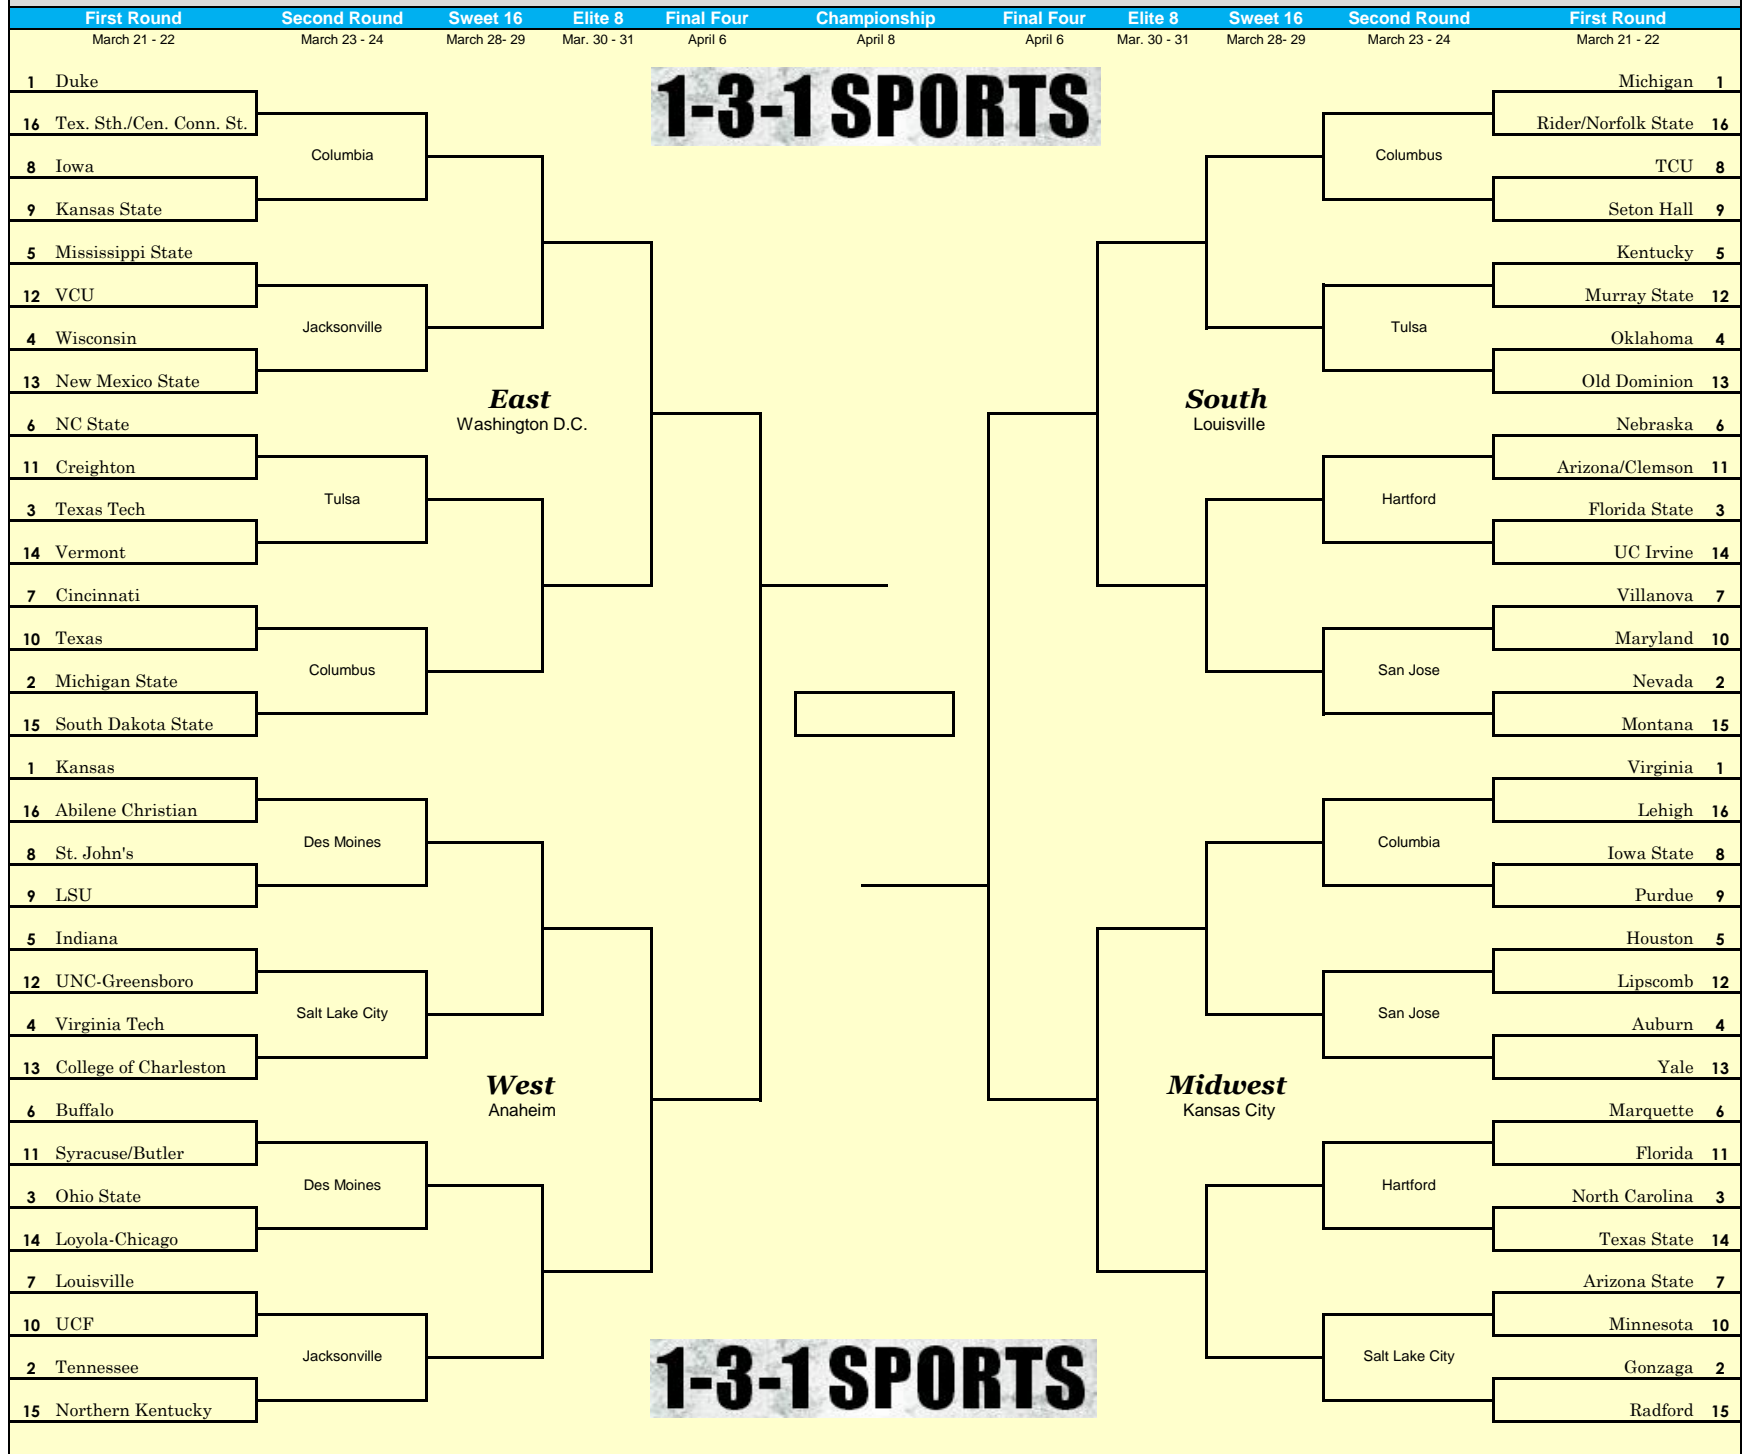 First Round Second Round Sweet 16 Elite 8 Final Four Championship Final Four Elite 8 Sweet 16 Second Round First Round
March 21 - 22 March 23 - 24 March 28- 29 Mar. 30 - 31 April 6 April 8 April 6 Mar. 30 - 31 March 28- 29 March 23 - 24 March 21 - 22
1-3-1 SPORTS
1 Duke
16 Tex. Sth./Cen. Conn. St.
Columbia
8 Iowa
9 Kansas State
5 Mississippi State
12 VCU
Jacksonville
4 Wisconsin
13 New Mexico State
East
Washington D.C.
6 NC State
11 Creighton
Tulsa
3 Texas Tech
14 Vermont
7 Cincinnati
10 Texas
Columbus
2 Michigan State
15 South Dakota State
1 Kansas
16 Abilene Christian
Des Moines
8 St. John's
9 LSU
5 Indiana
12 UNC-Greensboro
Salt Lake City
4 Virginia Tech
13 College of Charleston
West
Anaheim
6 Buffalo
11 Syracuse/Butler
Des Moines
3 Ohio State
14 Loyola-Chicago
7 Louisville
10 UCF
Jacksonville
2 Tennessee
15 Northern Kentucky
Michigan 1
Rider/Norfolk State 16
Columbus
TCU 8
Seton Hall 9
Kentucky 5
Murray State 12
Tulsa
Oklahoma 4
Old Dominion 13
South
Louisville
Nebraska 6
Arizona/Clemson 11
Hartford
Florida State 3
UC Irvine 14
Villanova 7
Maryland 10
San Jose
Nevada 2
Montana 15
Virginia 1
Lehigh 16
Columbia
Iowa State 8
Purdue 9
Houston 5
Lipscomb 12
San Jose
Auburn 4
Yale 13
Midwest
Kansas City
Marquette 6
Florida 11
Hartford
North Carolina 3
Texas State 14
Arizona State 7
Minnesota 10
Salt Lake City
Gonzaga 2
Radford 15
1-3-1 SPORTS